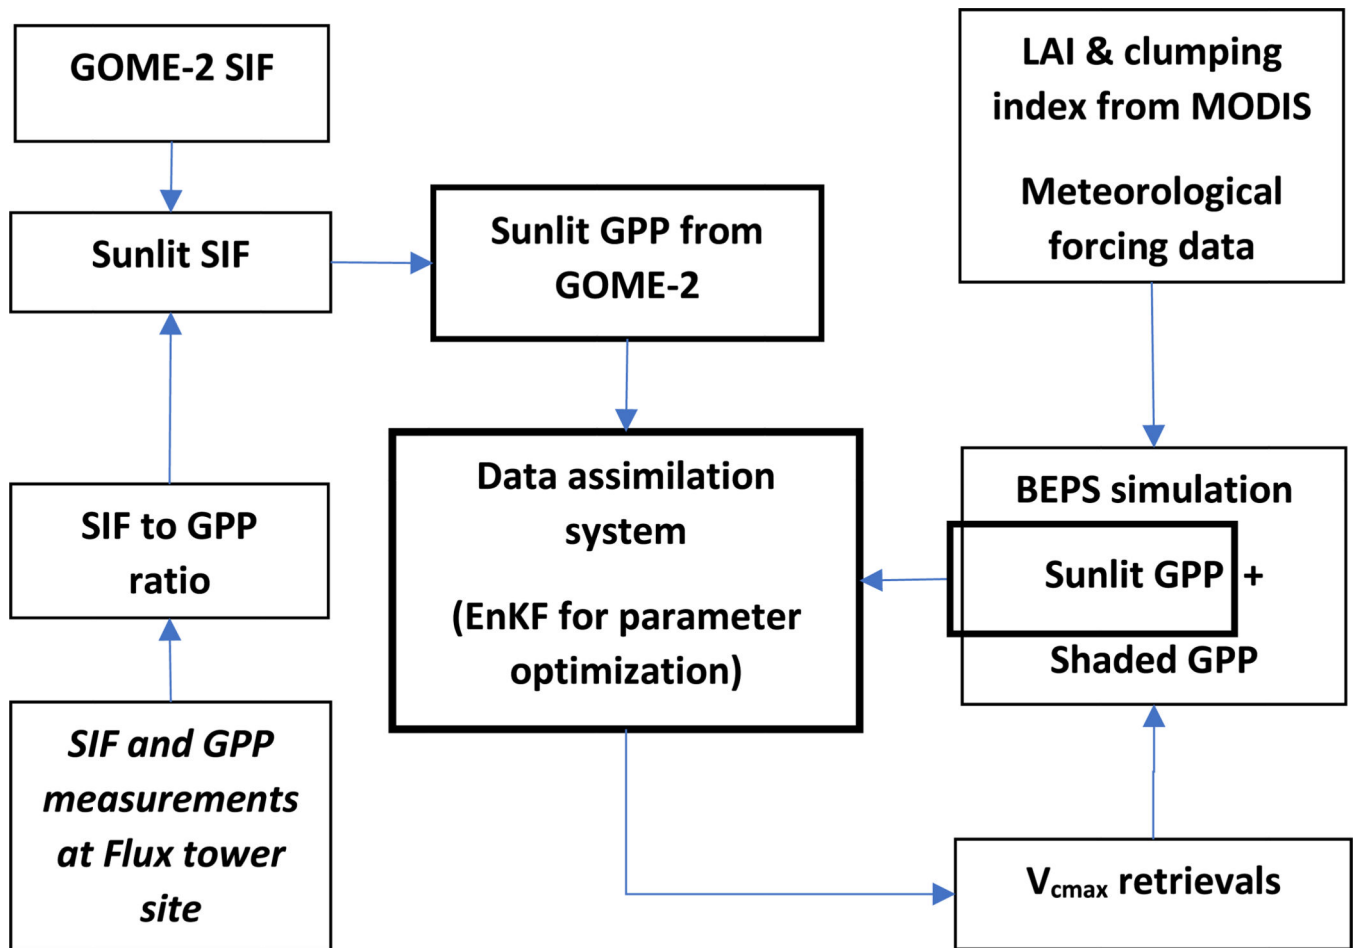 GOME-2 SIF
Sunlit SIF
SIF to GPP
ratio
SIF and GPP
measurements
at Flux tower
site
Sunlit GPP from
GOME-2
Data assimilation
system
(EnKF for parameter
optimization)
LAI & clumping
index from MODIS
Meteorological
forcing data
BEPS simulation
Sunlit GPP +
Shaded GPP
Vcmax retrievals